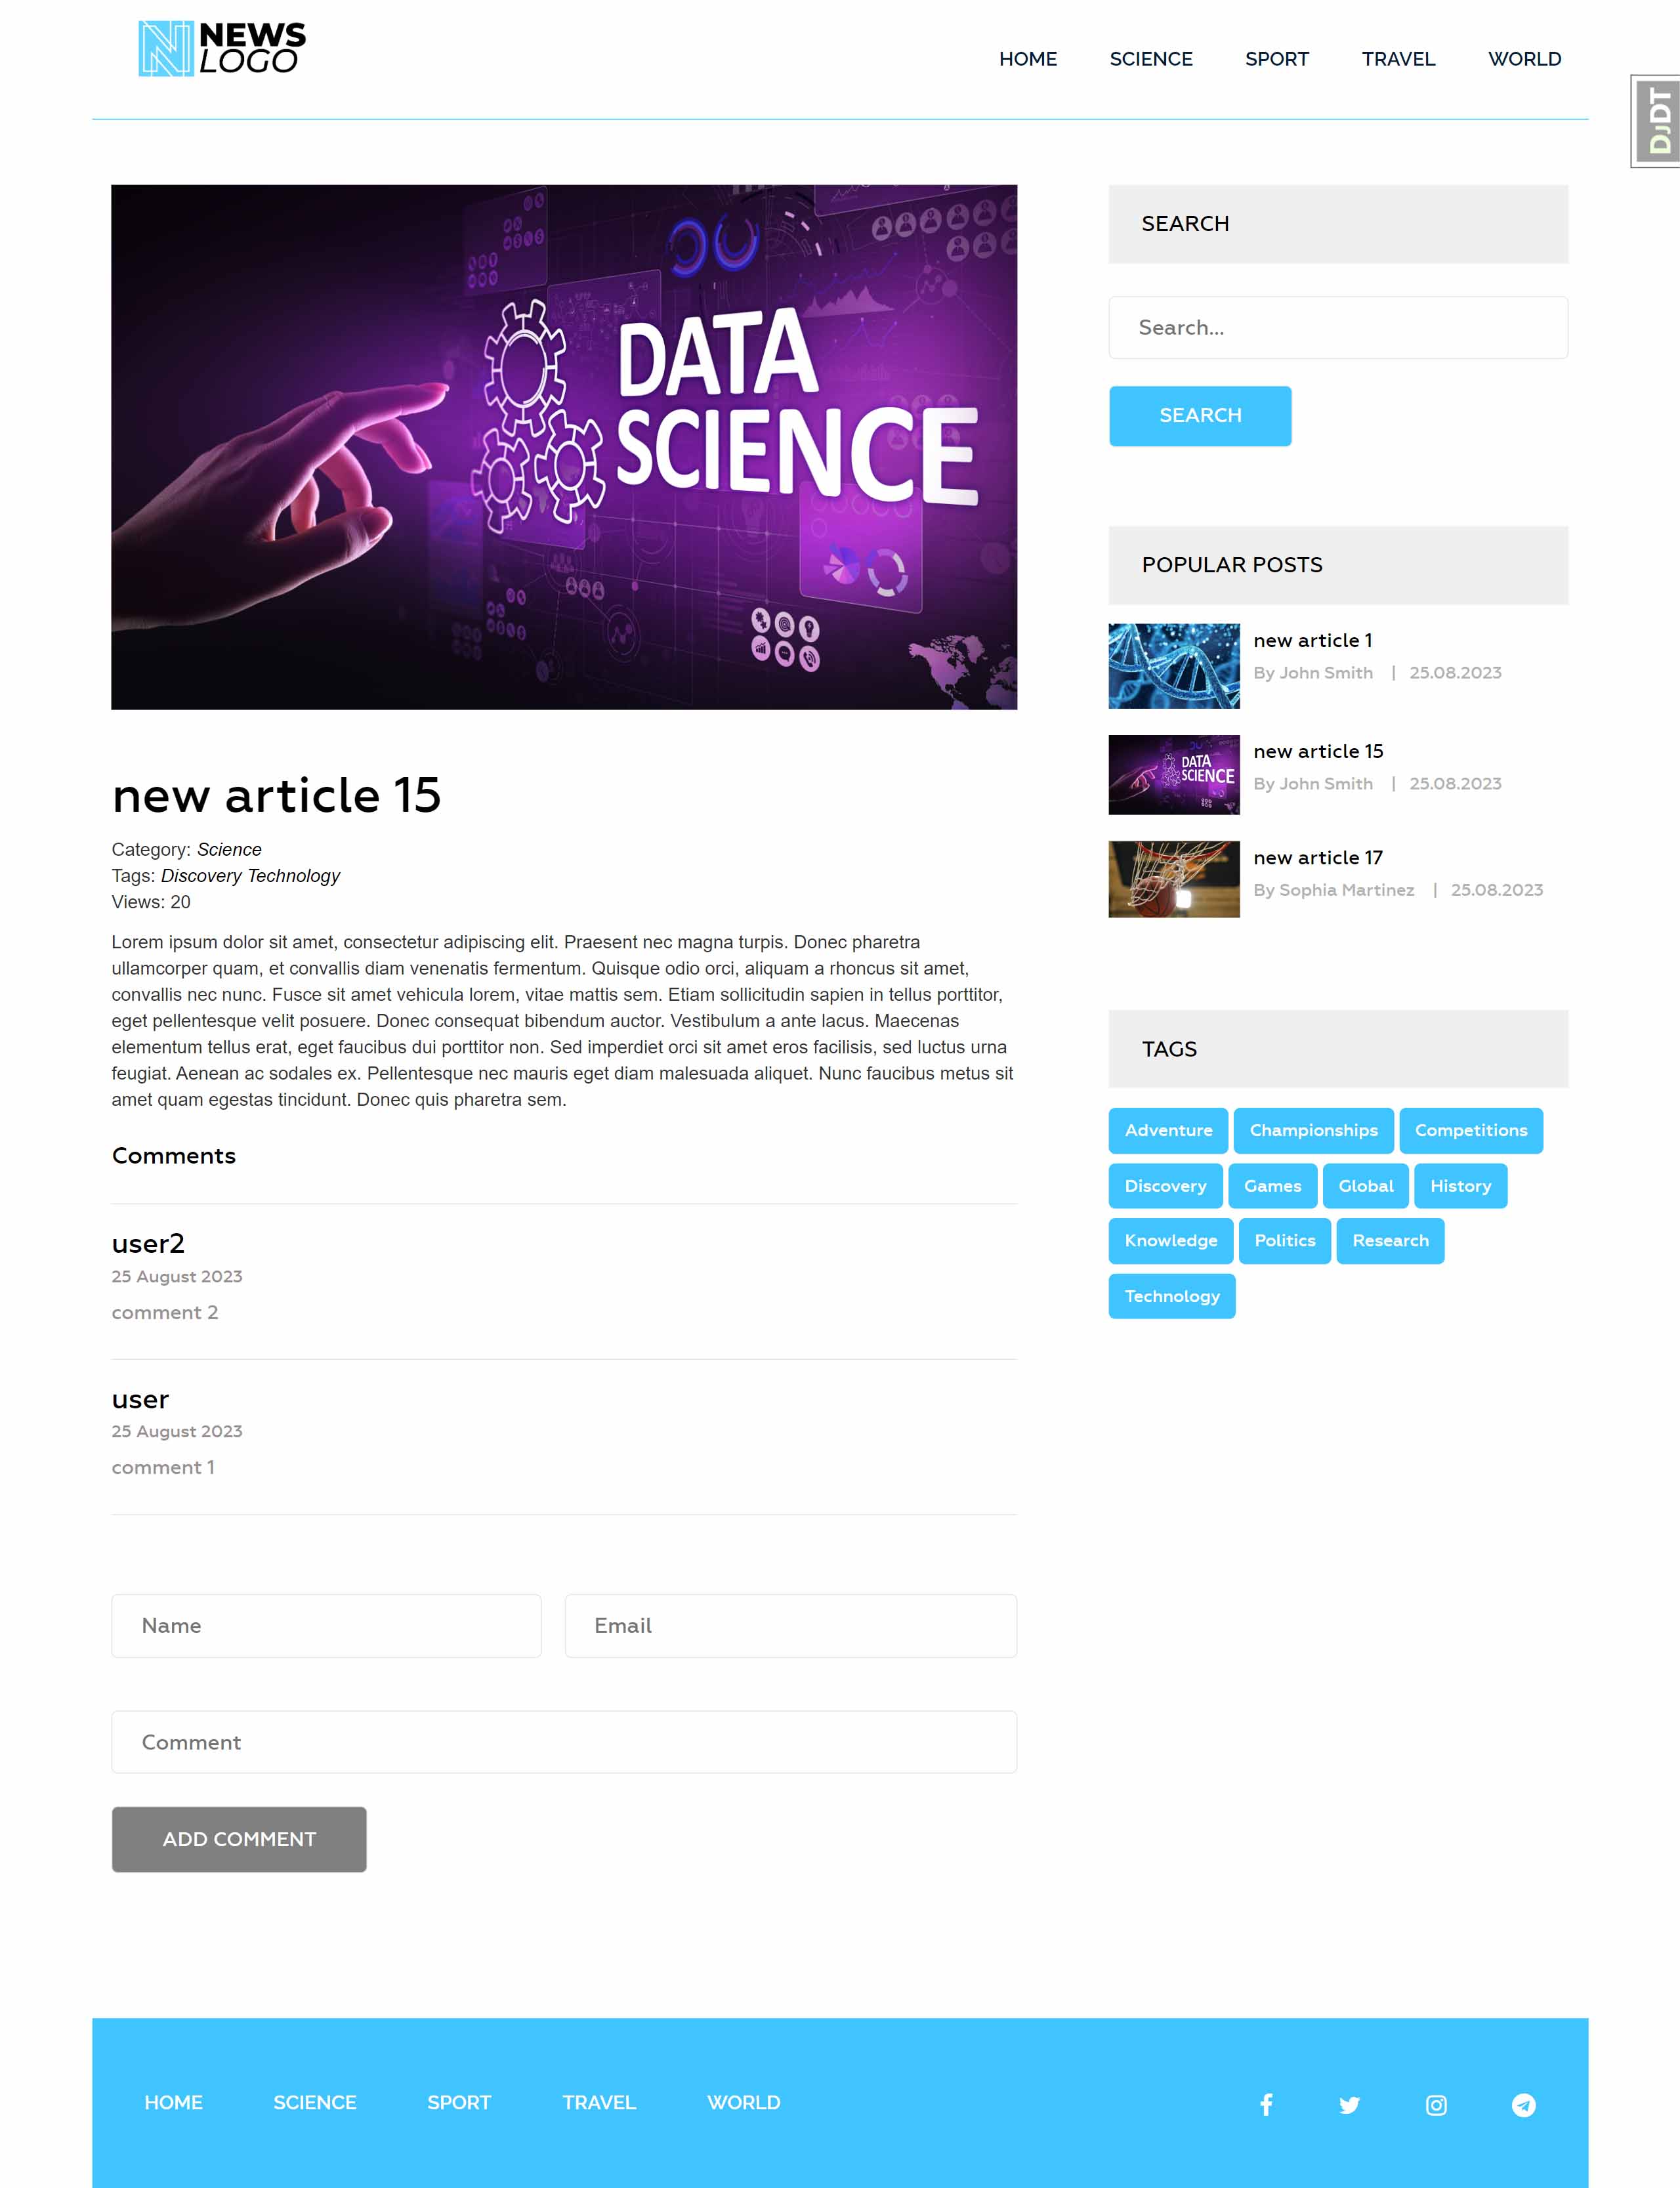 NEWS
LOGO
HOME SCIENCE SPORT TRAVEL WORLD
DJDT
DATA
SCIENCE
new article 15
Category: Science
Tags: Discovery Technology
Views: 20
Lorem ipsum dolor sit amet, consectetur adipiscing elit. Praesent nec magna turpis. Donec pharetra
ullamcorper quam, et convallis diam venenatis fermentum. Quisque odio orci, aliquam a rhoncus sit amet,
convallis nec nunc. Fusce sit amet vehicula lorem, vitae mattis sem. Etiam sollicitudin sapien in tellus porttitor,
eget pellentesque velit posuere. Donec consequat bibendum auctor. Vestibulum a ante lacus. Maecenas
elementum tellus erat, eget faucibus dui porttitor non. Sed imperdiet orci sit amet eros facilisis, sed luctus urna
feugiat. Aenean ac sodales ex. Pellentesque nec mauris eget diam malesuada aliquet. Nunc faucibus metus sit
amet quam egestas tincidunt. Donec quis pharetra sem.
Comments
user2
25 August 2023
comment 2
user
25 August 2023
comment 1
Name Email
Comment
ADD COMMENT
SEARCH
Search...
SEARCH
POPULAR POSTS
new article 1
By John Smith | 25.08.2023
DATA
SCIENCE
new article 15
By John Smith | 25.08.2023
new article 17
By Sophia Martinez | 25.08.2023
TAGS
Adventure Championships Competitions
Discovery Games Global History
Knowledge Politics Research
Technology
HOME SCIENCE SPORT TRAVEL WORLD